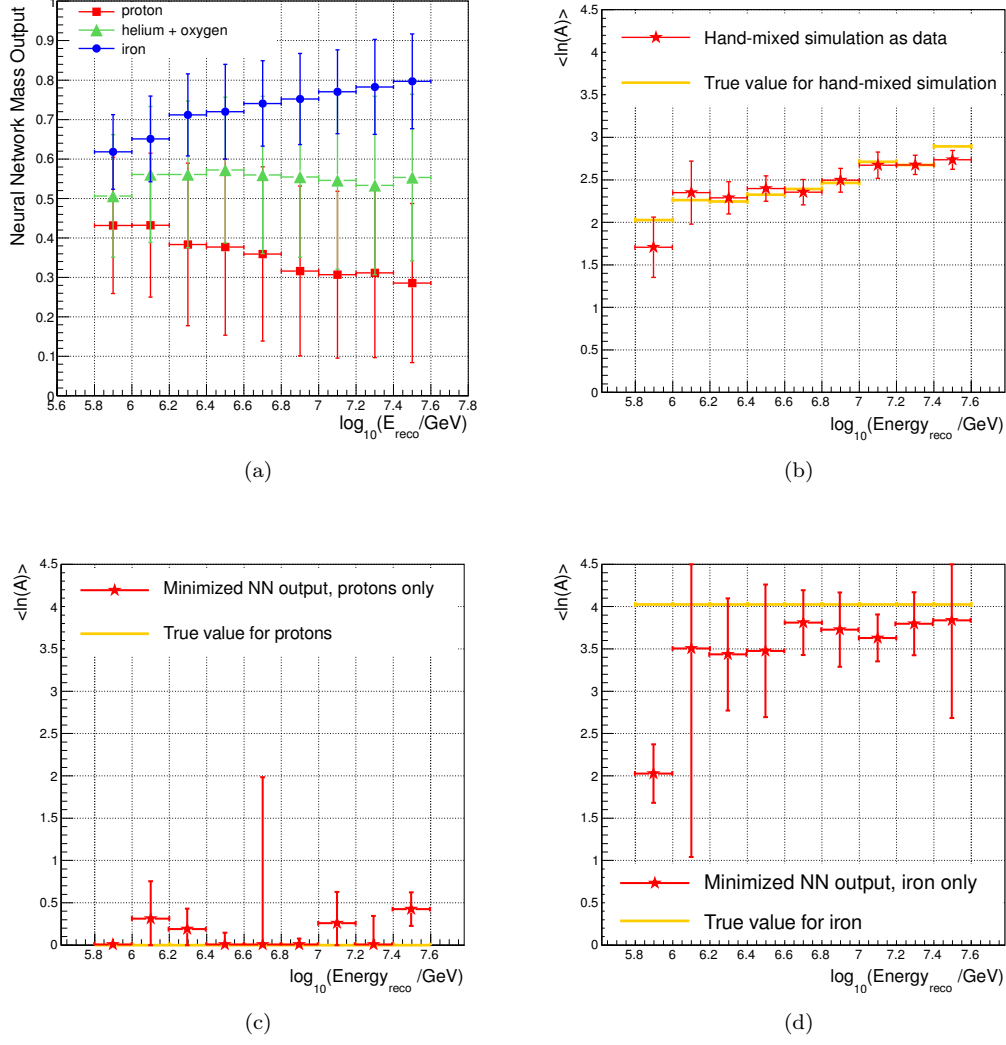 Neural Network Mass Output
1
0.9
0.8
0.7
0.6
0.5
0.4
0.3
0.2
0.1
0
proton
helium + oxygen
iron
5.6 5.8 6 6.2 6.4 6.6 6.8 7 7.2 7.4 7.6 7.8
log10(E reco/GeV)
(a)
<ln(A)>
4.5
4
3.5
3
2.5
2
1.5
1
0.5
0
Hand-mixed simulation as data
True value for hand-mixed simulation
5.8 6 6.2 6.4 6.6 6.8 7 7.2 7.4 7.6
log10(Energy reco /GeV)
(b)
<ln(A)>
4.5
4
3.5
3
2.5
2
1.5
1
0.5
0
Minimized NN output, protons only
True value for protons
5.8 6 6.2 6.4 6.6 6.8 7 7.2 7.4 7.6
log10(Energy reco /GeV)
(c)
<ln(A)>
4.5
4
3.5
3
2.5
2
1.5
1
0.5
0
Minimized NN output, iron only
True value for iron
5.8 6 6.2 6.4 6.6 6.8 7 7.2 7.4 7.6
log10(Energy reco /GeV)
(d)